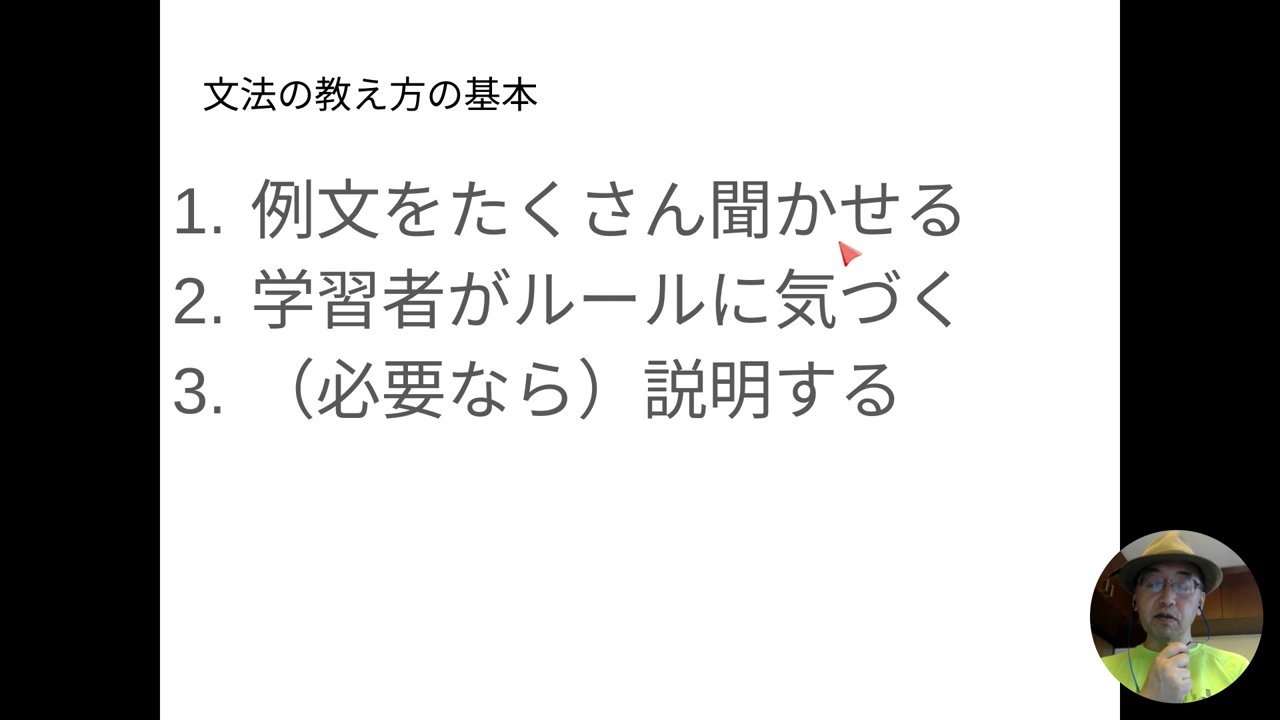 文法の教え方の基本
1. 例文をたくさん聞かせる
2. 学習者がルールに気づく
3. （必要なら）説明する